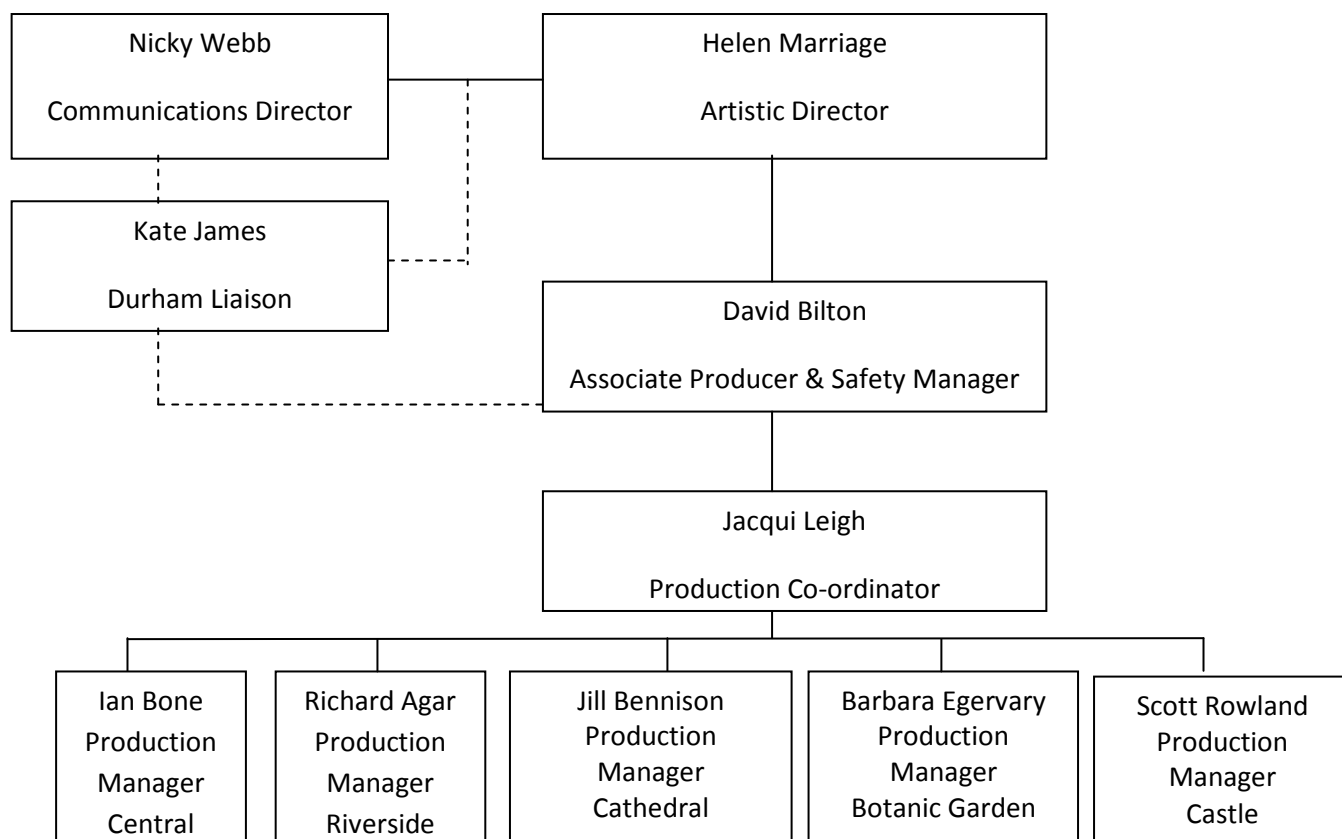 Nicky Webb
Communications Director
Helen Marriage
Artistic Director
Kate James
Durham Liaison
David Bilton
Associate Producer & Safety Manager
Jacqui Leigh
Production Co-ordinator
Ian Bone
Production
Manager
Central
Richard Agar
Production
Manager
Riverside
Jill Bennison
Production
Manager
Cathedral
Barbara Egervary
Production
Manager
Botanic Garden
Scott Rowland
Production
Manager
Castle